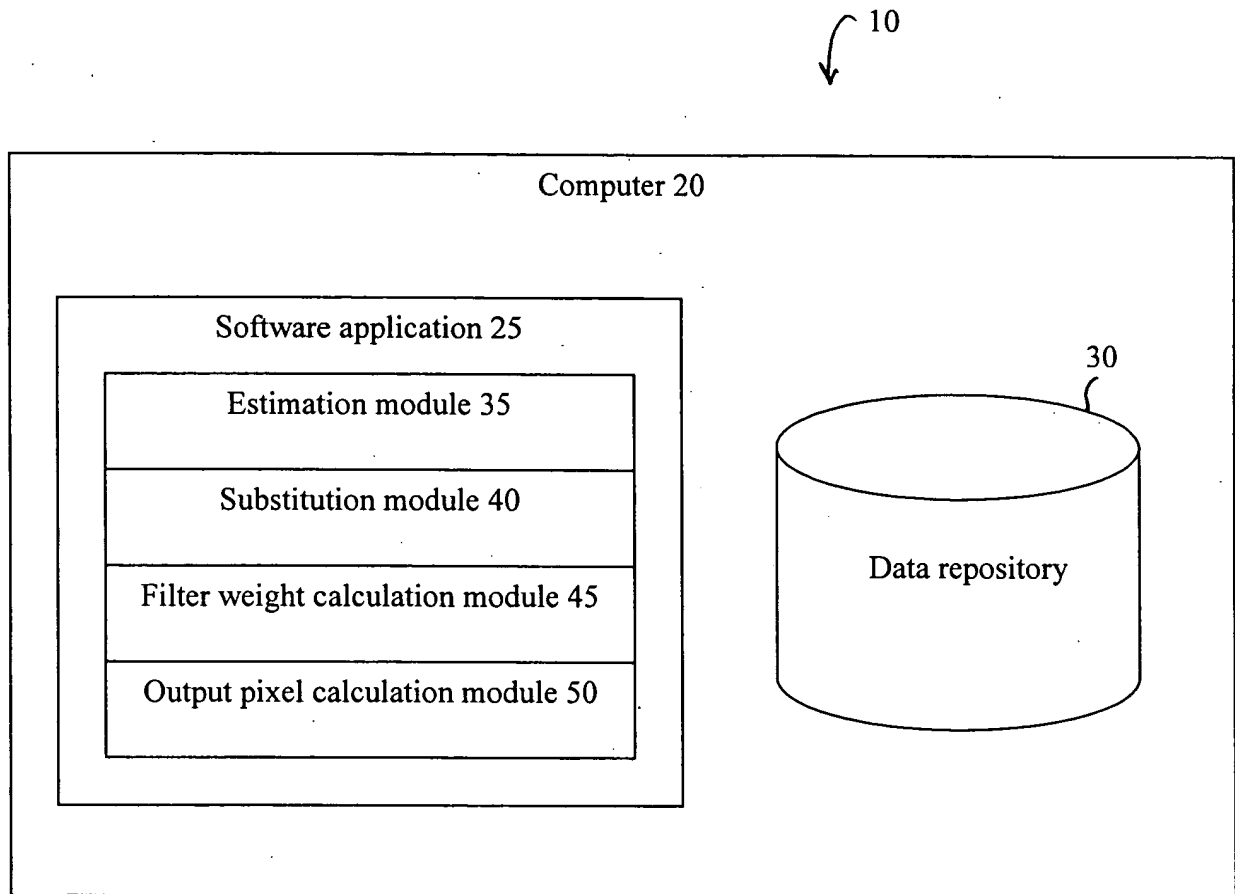 10
Computer 20
Software application 25
Estimation module 35
Substitution module 40
Filter weight calculation module 45
Output pixel calculation module 50
30
Data repository